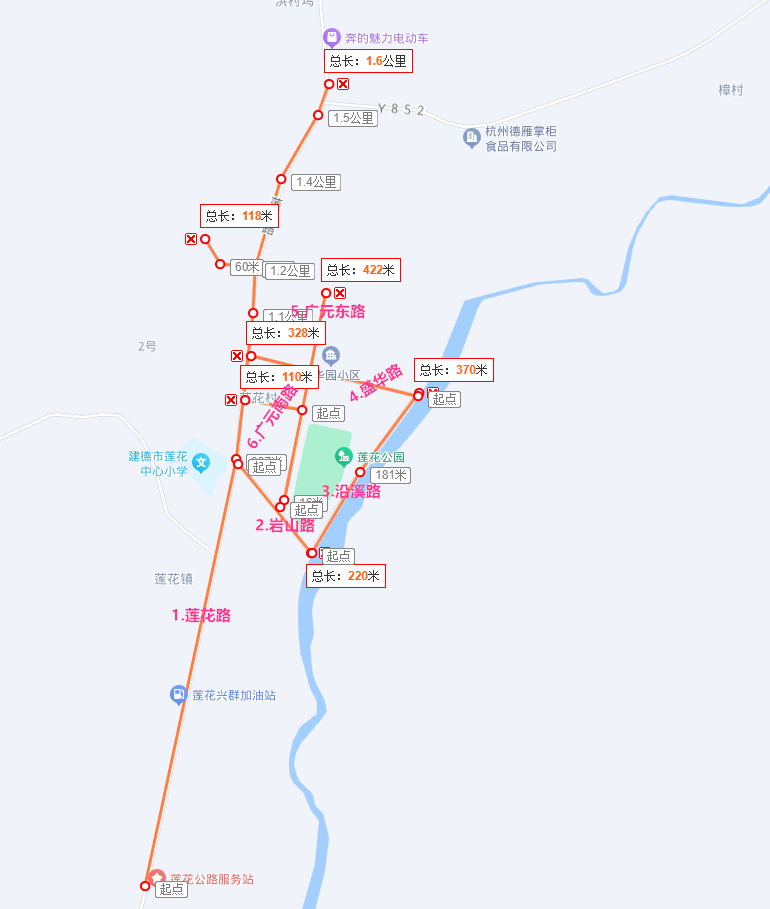 洪村坞
奔的魅力电动车
总长：1.6公里
樟村
Y852
1.5公里
杭州德雁掌柜
食品有限公司
1.4公里
路
总长：118米
60米
1.2公里
总长：422米
1.1公里
5.广元东路
总长：328米
2号
华园小区
总长：370米
总长：110米
4.盛华路
起点
花村
起点
6.广元南路
建德市莲花
中心小学
起点
莲花公园
181米
16米
3.沿溪路
起点
2.岩山路
起点
总长：220米
莲花镇
1.莲花路
莲花兴群加油站
莲花公路服务站
起点